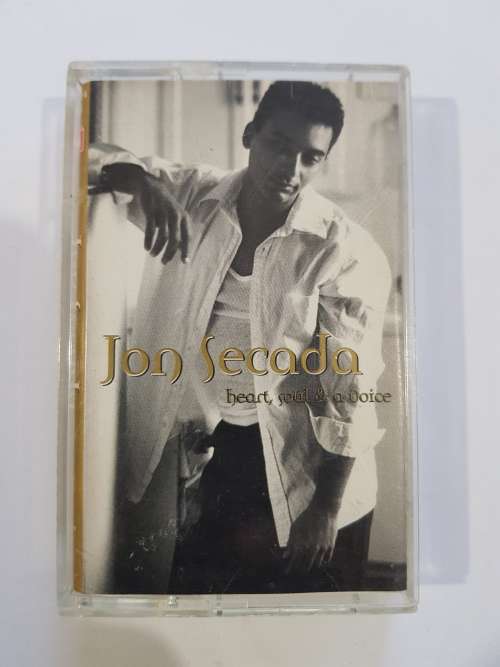 Jon Secada
heart, soul & a voice